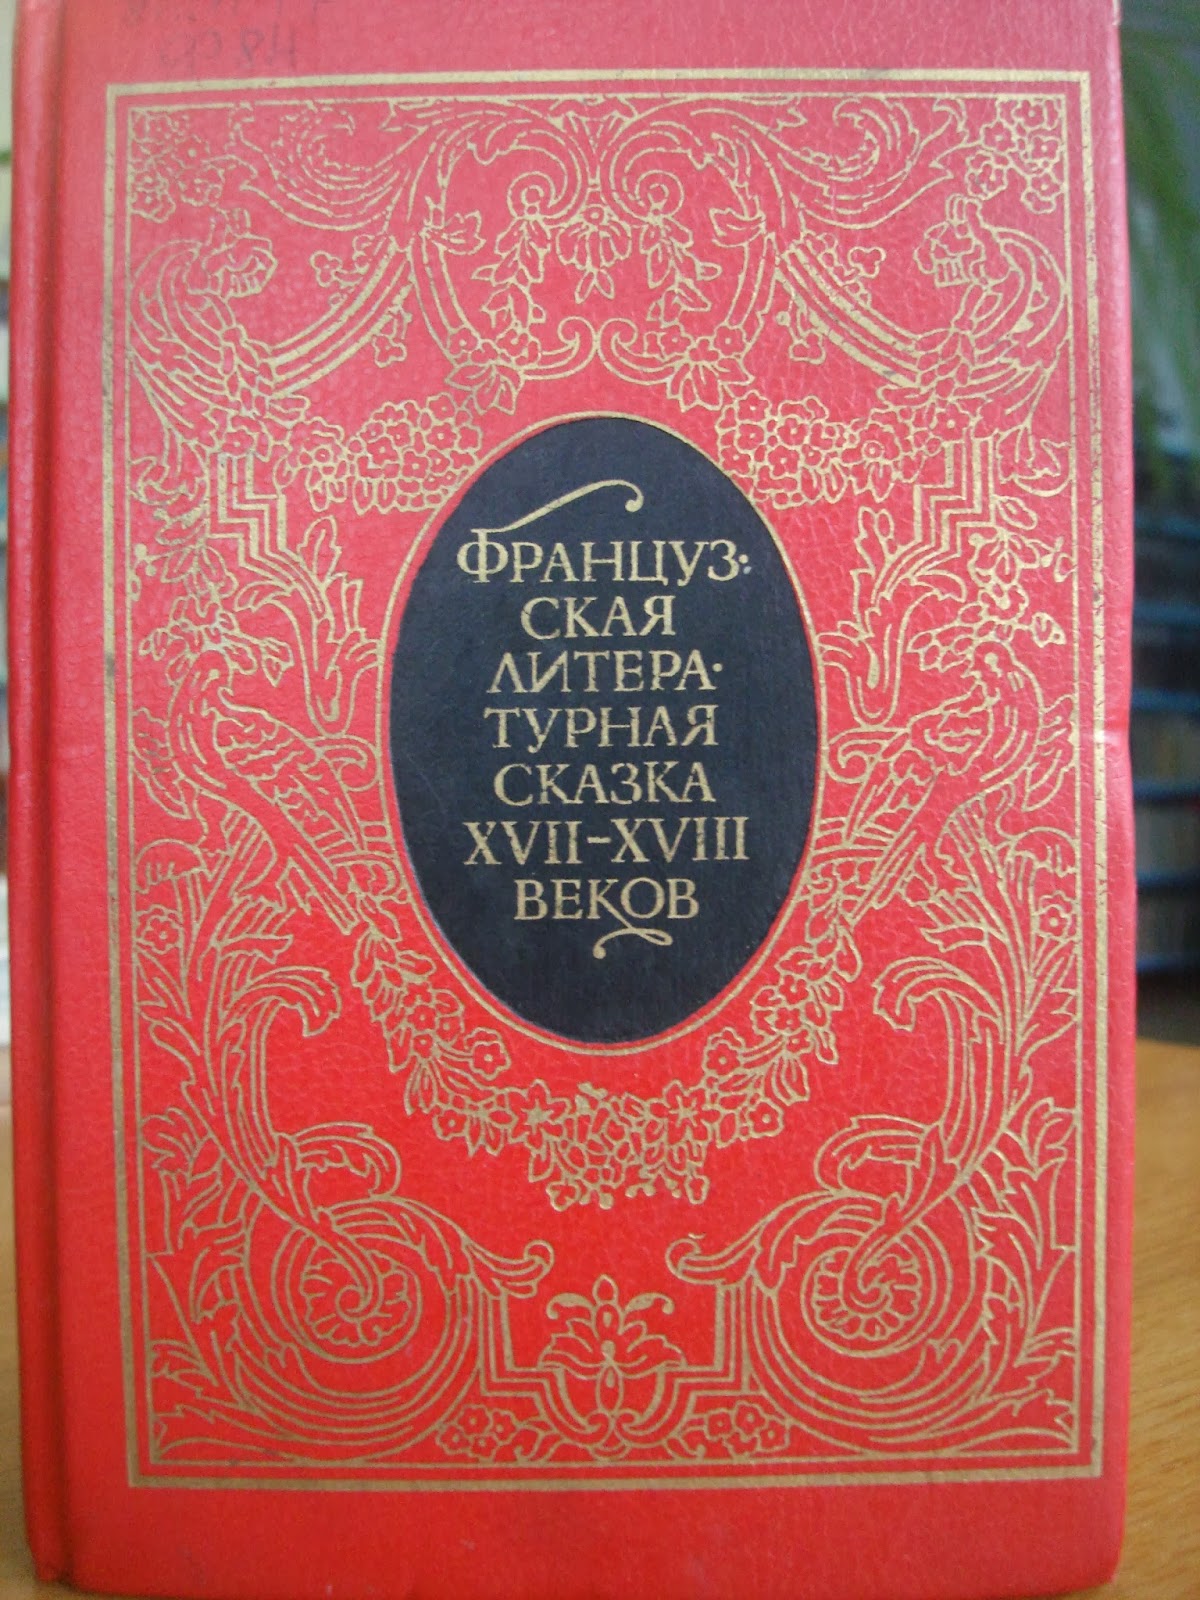 ФРАНЦУЗ-
СКАЯ
ЛИТЕРА-
ТУРНАЯ
СКАЗКА
XVII–XVIII
ВЕКОВ